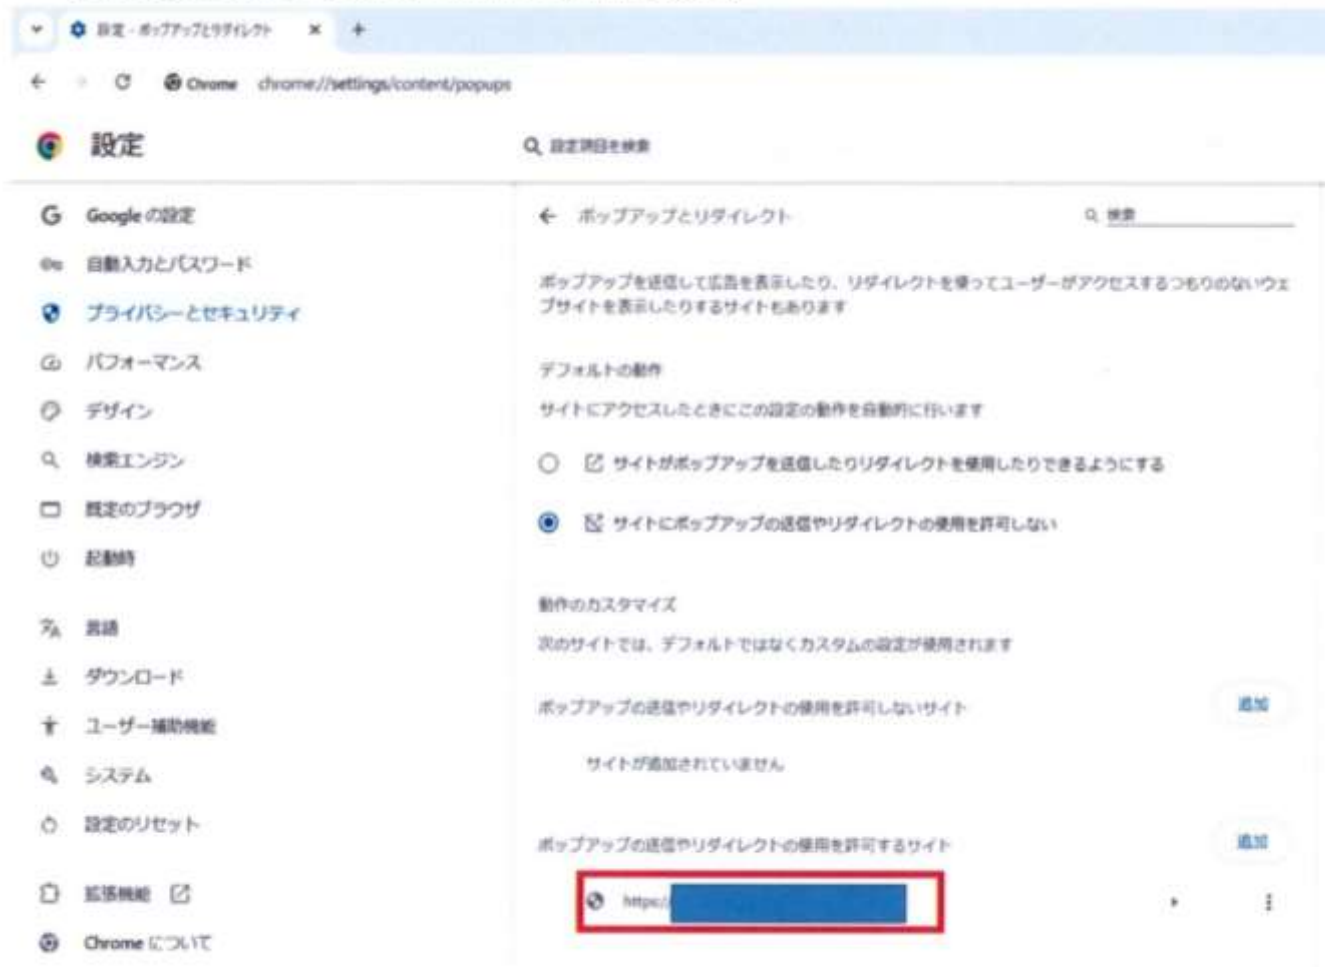 設定 - ポップアップとリダイレクト
Chrome chrome://settings/content/popups
設定
設定項目を検索
Google の設定
自動入力とパスワード
プライバシーとセキュリティ
パフォーマンス
デザイン
検索エンジン
既定のブラウザ
起動時
言語
ダウンロード
ユーザー補助機能
システム
設定のリセット
拡張機能
Chrome について
ポップアップとリダイレクト
検索
ポップアップを送信して広告を表示したり、リダイレクトを使ってユーザーがアクセスするつもりのないウェ
ブサイトを表示したりするサイトもあります
デフォルトの動作
サイトにアクセスしたときにこの設定の動作を自動的に行います
サイトがポップアップを送信したりリダイレクトを使用したりできるようにする
サイトにポップアップの送信やリダイレクトの使用を許可しない
動作のカスタマイズ
次のサイトでは、デフォルトではなくカスタムの設定が使用されます
ポップアップの送信やリダイレクトの使用を許可しないサイト
追加
サイトが追加されていません
ポップアップの送信やリダイレクトの使用を許可するサイト
追加
https:/